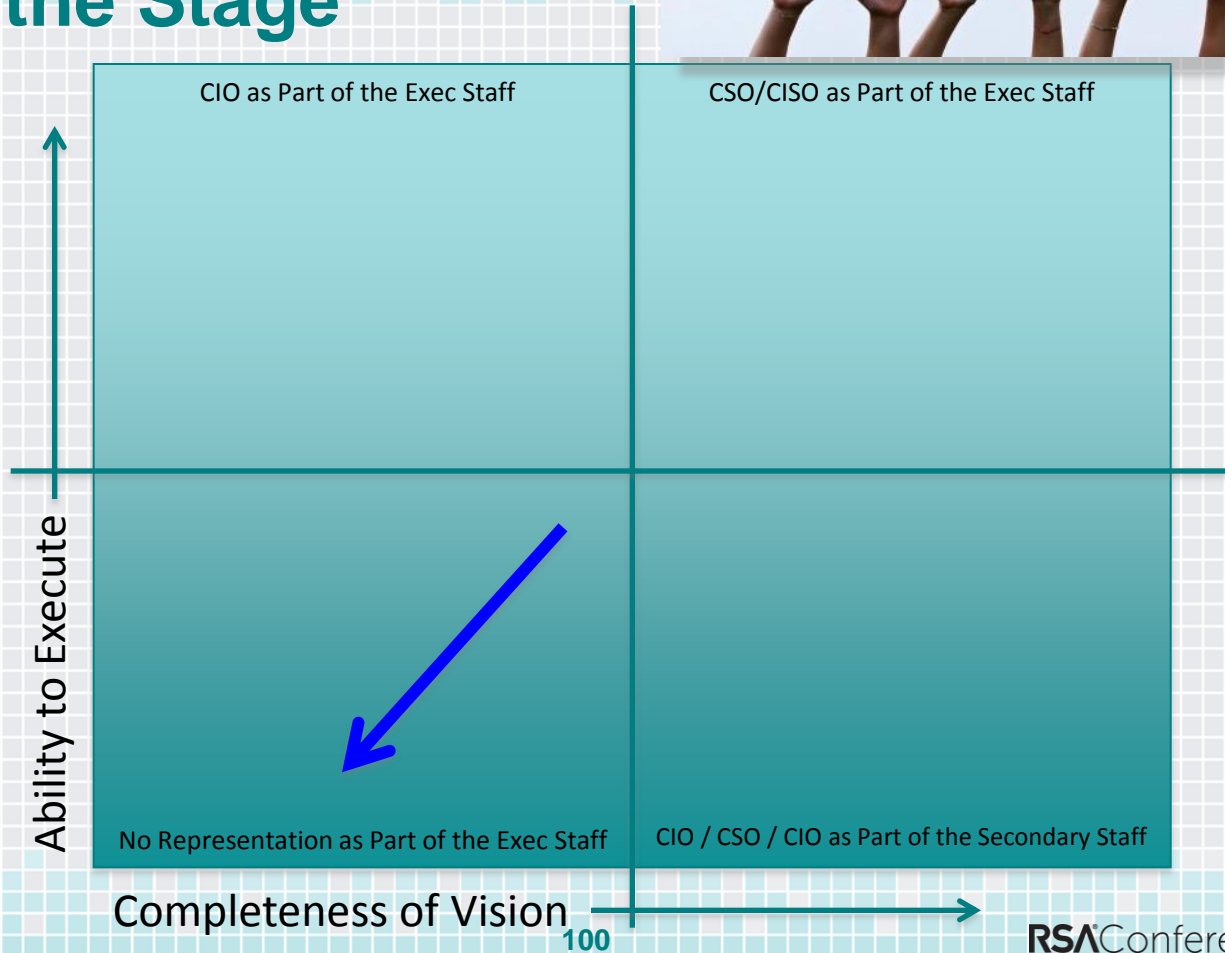 the Stage
CIO as Part of the Exec Staff
CSO/CISO as Part of the Exec Staff
Ability to Execute
No Representation as Part of the Exec Staff
CIO / CSO / CIO as Part of the Secondary Staff
Completeness of Vision
100
RSAConfere